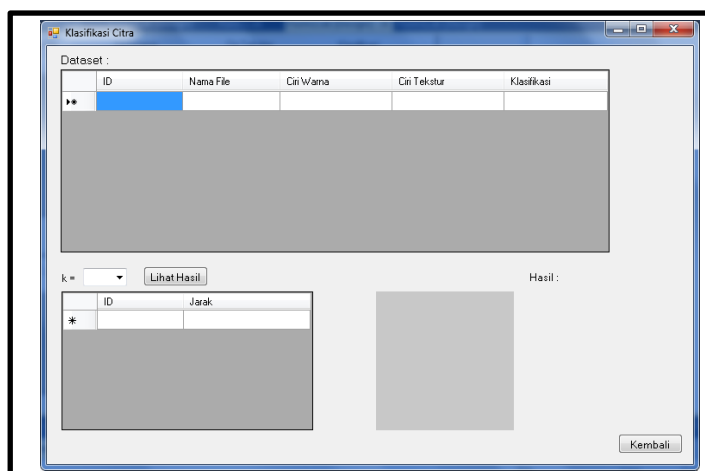 Klasifikasi Citra
Dataset :
ID Nama File Ciri Warna Ciri Tekstur Klasifikasi
k = Lihat Hasil Hasil :
ID Jarak
Kembali